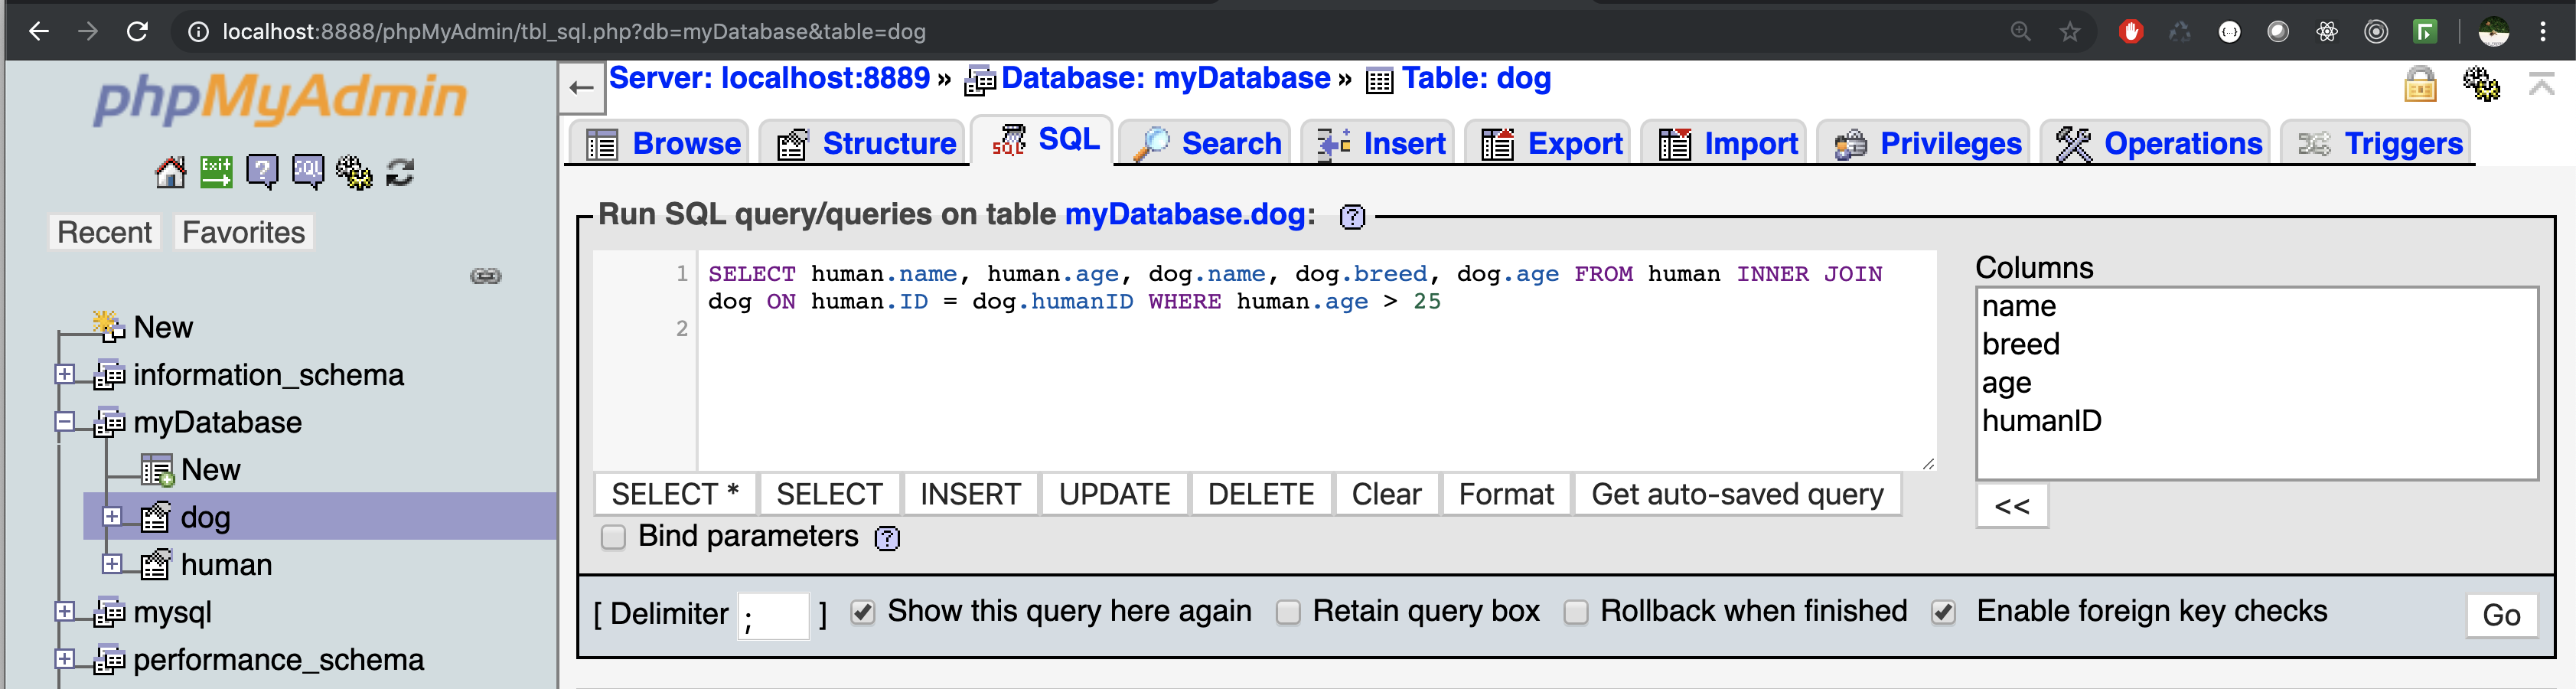 localhost:8888/phpMyAdmin/tbl_sql.php?db=myDatabase&table=dog
phpMyAdmin
Exit SQL
Recent Favorites
New
information_schema
myDatabase
New
dog
human
mysql
performance_schema
Server: localhost:8889 » Database: myDatabase » Table: dog
Browse Structure SQL Search Insert Export Import Privileges Operations Triggers
Run SQL query/queries on table myDatabase.dog:
1 SELECT human.name, human.age, dog.name, dog.breed, dog.age FROM human INNER JOIN
dog ON human.ID = dog.humanID WHERE human.age > 25
2
Columns
name
breed
age
humanID
<<
SELECT * SELECT INSERT UPDATE DELETE Clear Format Get auto-saved query
Bind parameters
[ Delimiter ; ] Show this query here again Retain query box Rollback when finished Enable foreign key checks Go